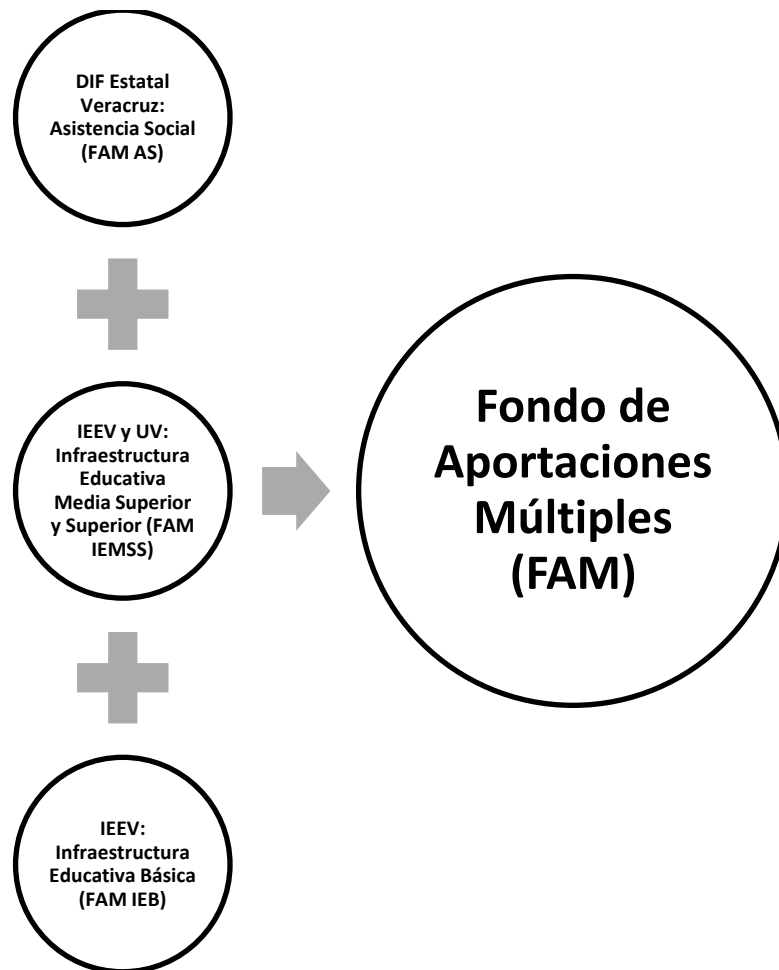 DIF Estatal
Veracruz:
Asistencia Social
(FAM AS)
IEEV y UV:
Infraestructura
Educativa
Media Superior
y Superior (FAM
IEMSS)
IEEV:
Infraestructura
Educativa Básica
(FAM IEB)
Fondo de
Aportaciones
Múltiples
(FAM)